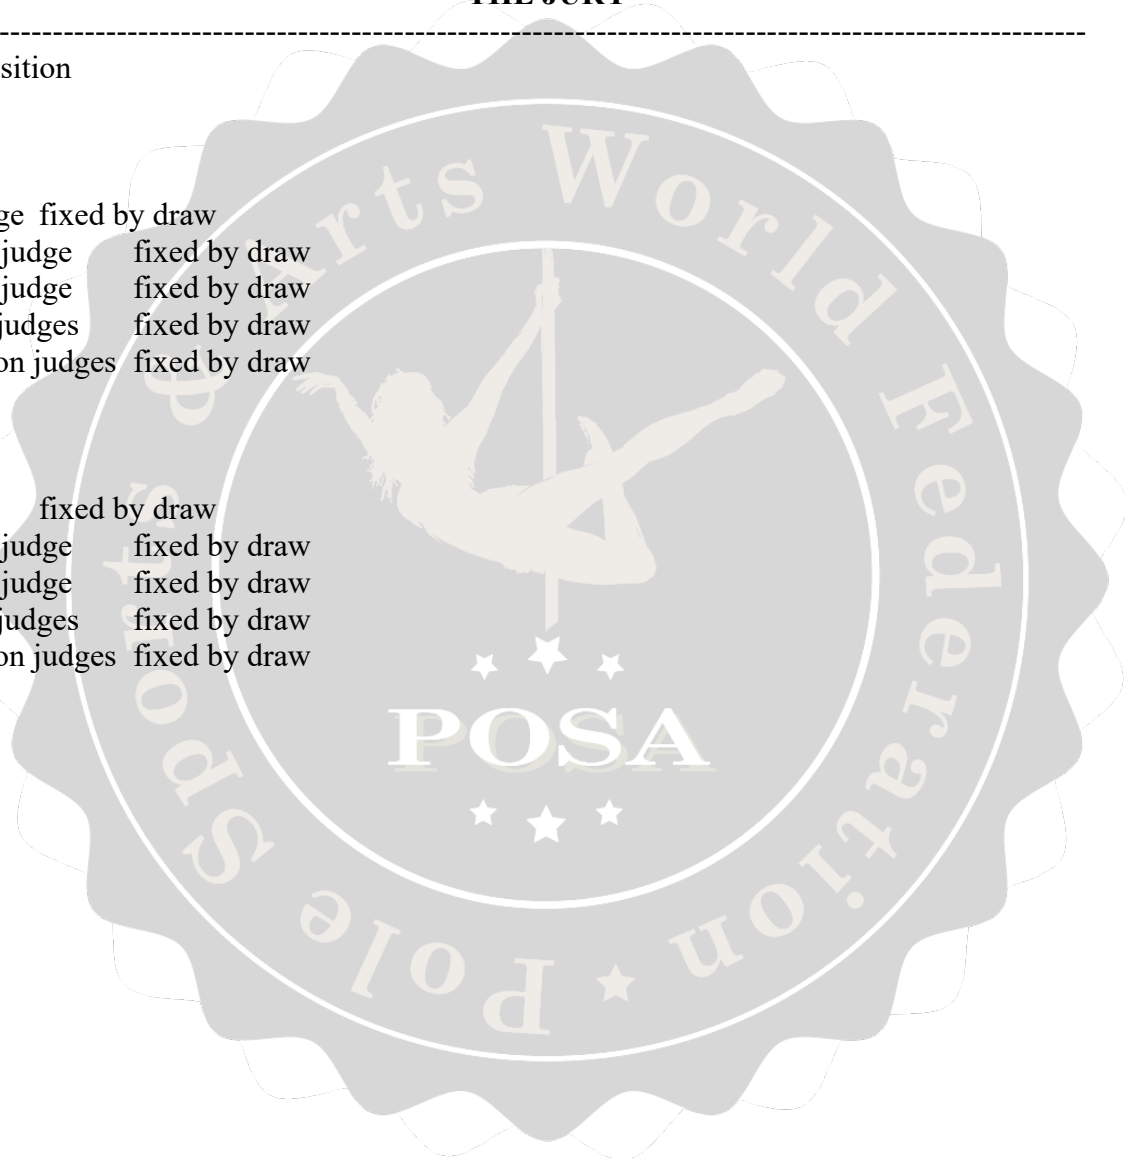 THE JURY
--------------------------------------------------------------------------------
sition
ge fixed by draw
judge fixed by draw
judge fixed by draw
judges fixed by draw
on judges fixed by draw
fixed by draw
judge fixed by draw
judge fixed by draw
judges fixed by draw
on judges fixed by draw
Pole Sports & Arts World Federation
POSA